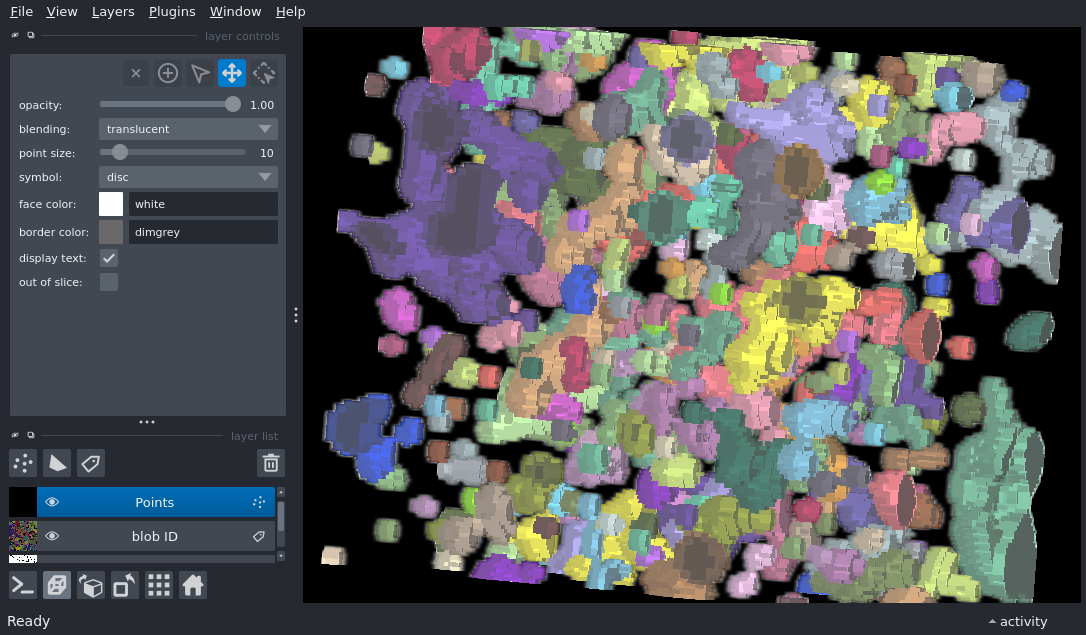 File View Layers Plugins Window Help
layer controls
opacity: 1.00
blending: translucent
point size: 10
symbol: disc
face color: white
border color: dimgrey
display text:
out of slice:
layer list
Points
blob ID
Ready
activity